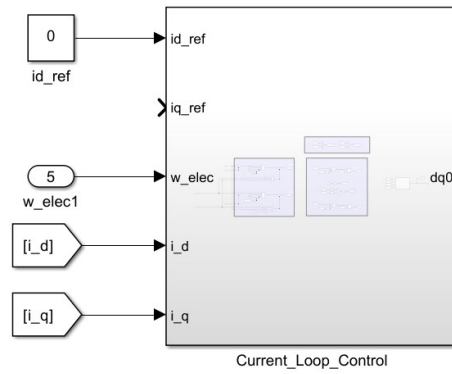 0
id_ref
id_ref
iq_ref
5
w_elec
w_elec1
dq0
[i_d]
i_d
[i_q]
i_q
Current_Loop_Control